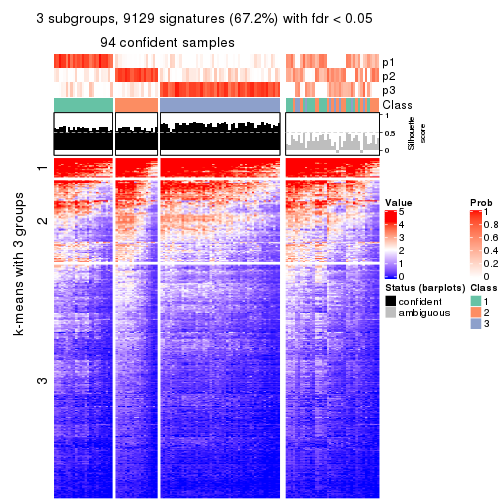 3 subgroups, 9129 signatures (67.2%) with fdr < 0.05
94 confident samples
p1
p2
p3
Class
1
0.5
0
Silhouette
score
k-means with 3 groups
1
2
3
Value
5
4
3
2
1
0
Prob
1
0.8
0.6
0.4
0.2
0
Status (barplots)
confident
ambiguous
Class
1
2
3